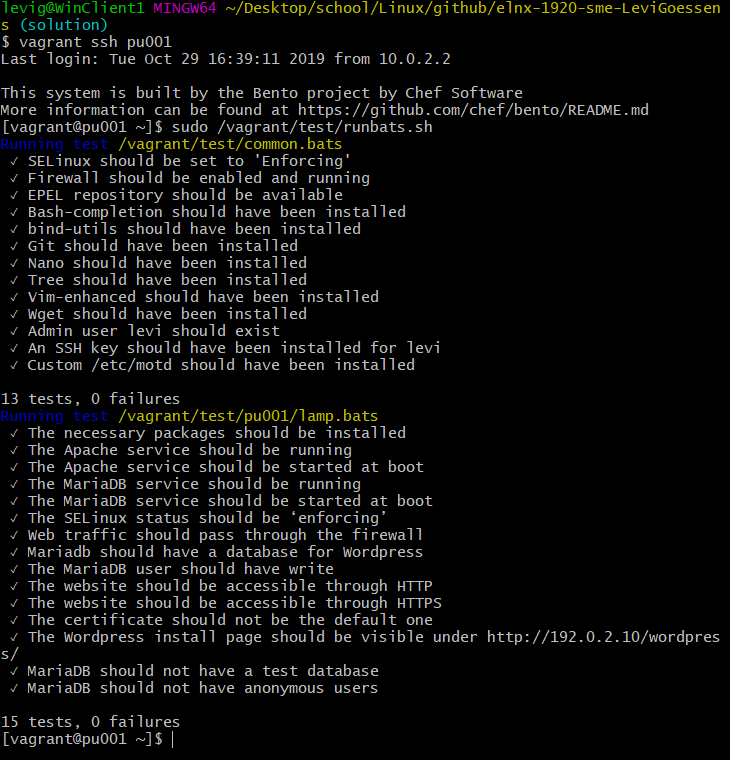 levig@WinClient1 MINGW64 ~/Desktop/school/Linux/github/elnx-1920-sme-LeviGoessen
s (solution)
$ vagrant ssh pu001
Last login: Tue Oct 29 16:39:11 2019 from 10.0.2.2

This system is built by the Bento project by Chef Software
More information can be found at https://github.com/chef/bento/README.md
[vagrant@pu001 ~]$ sudo /vagrant/test/runbats.sh
Running test /vagrant/test/common.bats
✓ SELinux should be set to 'Enforcing'
✓ Firewall should be enabled and running
✓ EPEL repository should be available
✓ Bash-completion should have been installed
✓ bind-utils should have been installed
✓ Git should have been installed
✓ Nano should have been installed
✓ Tree should have been installed
✓ Vim-enhanced should have been installed
✓ Wget should have been installed
✓ Admin user levi should exist
✓ An SSH key should have been installed for levi
✓ Custom /etc/motd should have been installed

13 tests, 0 failures
Running test /vagrant/test/pu001/lamp.bats
✓ The necessary packages should be installed
✓ The Apache service should be running
✓ The Apache service should be started at boot
✓ The MariaDB service should be running
✓ The MariaDB service should be started at boot
✓ The SELinux status should be ‘enforcing’
✓ Web traffic should pass through the firewall
✓ Mariadb should have a database for Wordpress
✓ The MariaDB user should have write
✓ The website should be accessible through HTTP
✓ The website should be accessible through HTTPS
✓ The certificate should not be the default one
✓ The Wordpress install page should be visible under http://192.0.2.10/wordpres
s/
✓ MariaDB should not have a test database
✓ MariaDB should not have anonymous users

15 tests, 0 failures
[vagrant@pu001 ~]$